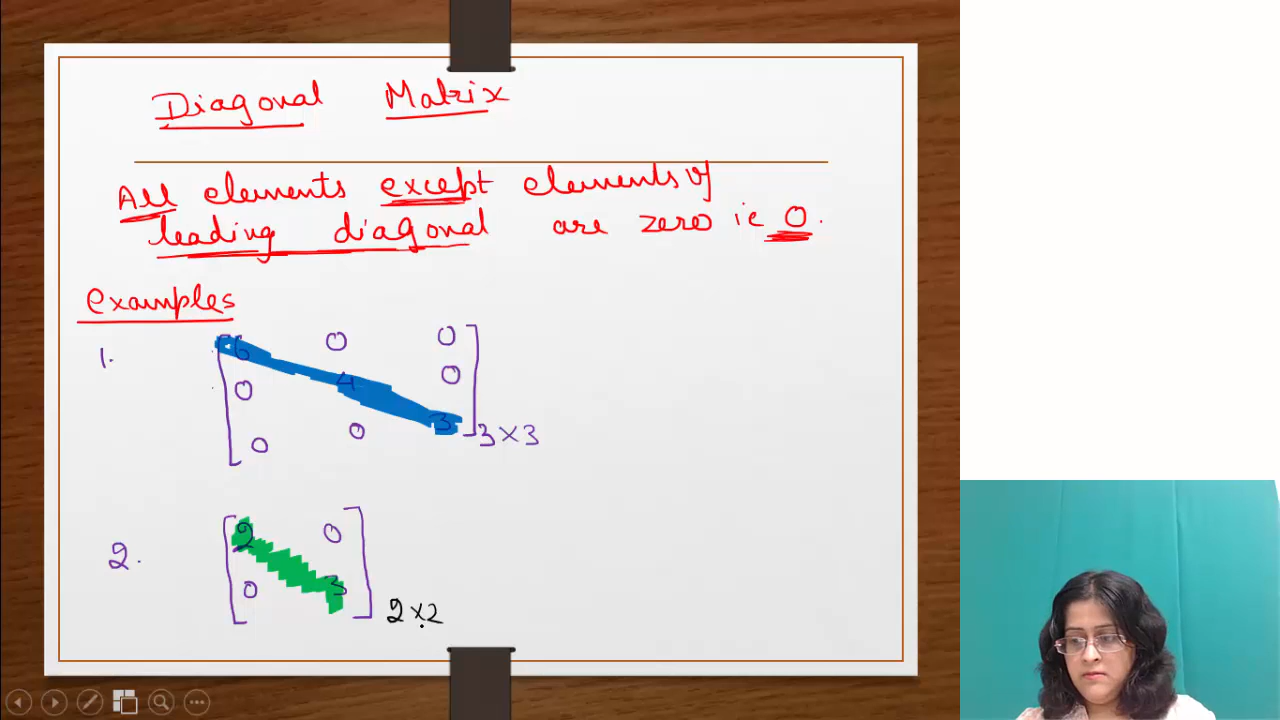 Diagonal Matrix
All elements except elements of
leading diagonal are zero ie 0.
examples
1. [ 6 0 0
0 4 0
0 0 3 ] 3 × 3
2. [ 2 0
0 3 ] 2 × 2